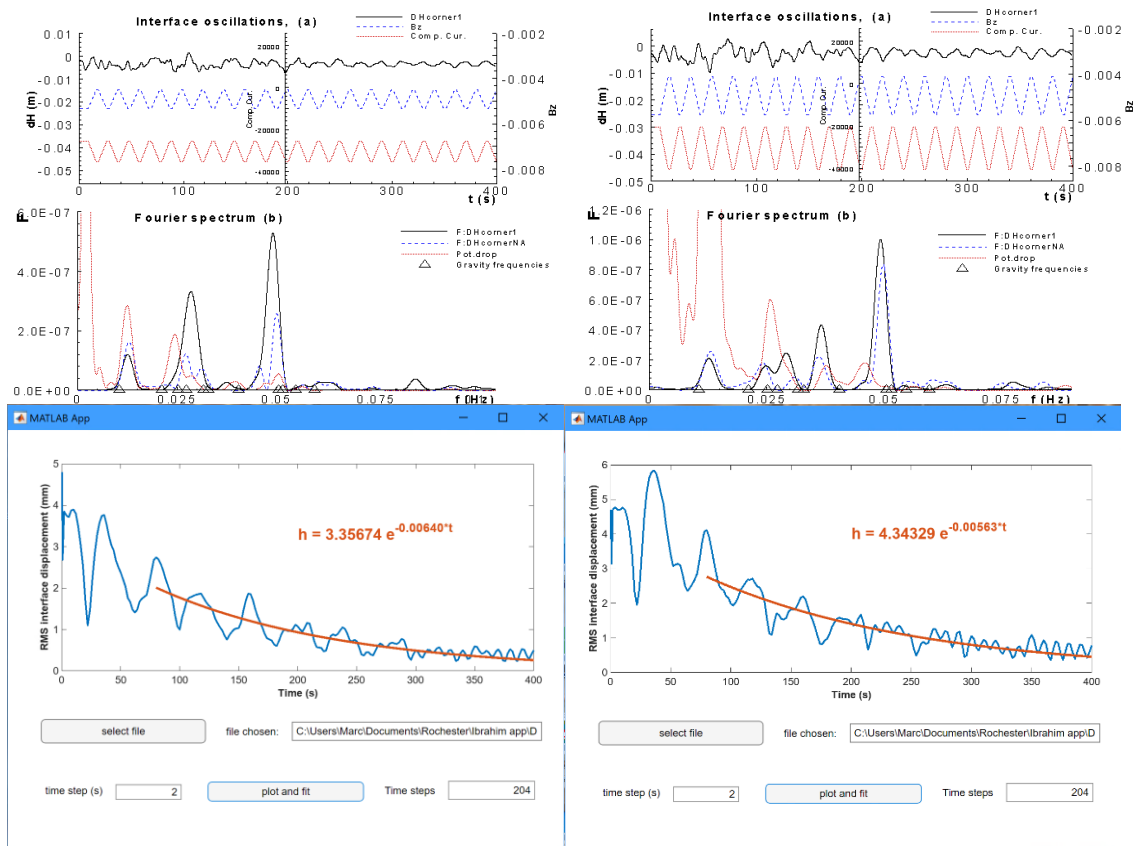 Interface oscillations, (a)
DHcorner1
Bz
Comp. Cur.
0.01
0
-0.01
-0.02
-0.03
-0.04
-0.05
dH (m)
20000
0
-20000
-40000
Comp. Cur.
-0.002
-0.004
-0.006
-0.008
Bz
0
100
200
300
400
t (s)
Fourier spectrum (b)
F:DHcorner1
F:DHcornerNA
Pot.drop
Gravity frequencies
F
6.0E-07
4.0E-07
2.0E-07
0.0E+00
0
0.025
0.05
0.075
f (Hz)
Interface oscillations, (a)
DHcorner1
Bz
Comp. Cur.
0
-0.01
-0.02
-0.03
-0.04
-0.05
dH (m)
20000
0
-20000
-40000
Comp. Cur.
-0.002
-0.004
-0.006
-0.008
Bz
0
100
200
300
400
t (s)
Fourier spectrum (b)
F:DHcorner1
F:DHcornerNA
Pot.drop
Gravity frequencies
F
1.2E-06
1.0E-06
8.0E-07
6.0E-07
4.0E-07
2.0E-07
0.0E+00
0
0.025
0.05
0.075
f (Hz)
MATLAB App
RMS interface displacement (mm)
5
4
3
2
1
0
h = 3.35674 e-0.00640*t
0
50
100
150
200
250
300
350
400
Time (s)
select file
file chosen:
C:\Users\Marc\Documents\Rochester\Ibrahim app\D
time step (s)
2
plot and fit
Time steps
204
MATLAB App
RMS interface displacement (mm)
6
5
4
3
2
1
0
h = 4.34329 e-0.00563*t
0
50
100
150
200
250
300
350
400
Time (s)
select file
file chosen:
C:\Users\Marc\Documents\Rochester\Ibrahim app\D
time step (s)
2
plot and fit
Time steps
204